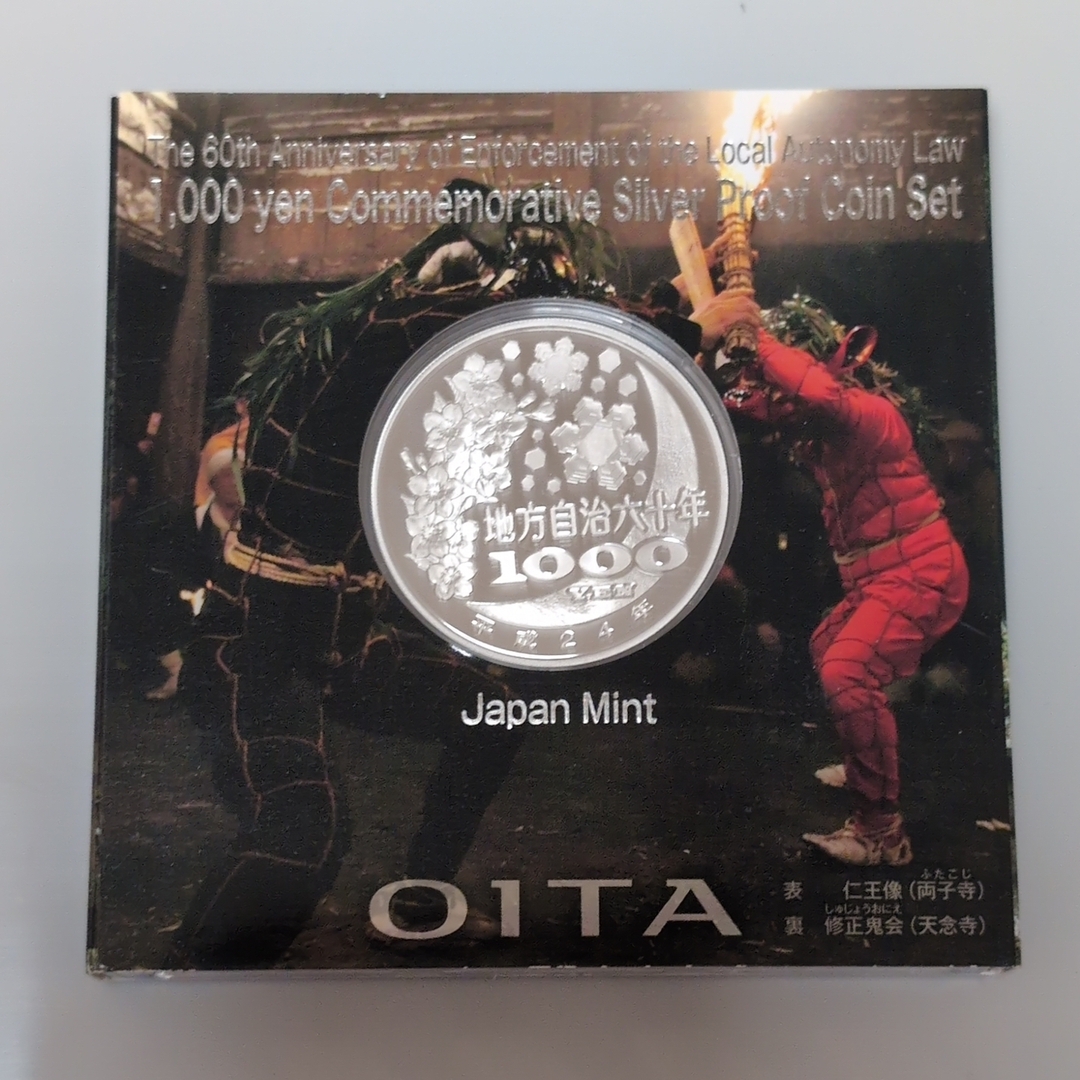 The 60th Anniversary of Enforcement of the Local Autonomy Law
1,000 yen Commemorative Silver Proof Coin Set
地方自治六十年
1000
YEN
平成24年
Japan Mint
OITA
ふたごじ
表 仁王像(両子寺)
しゅじょうおにえ
裏 修正鬼会(天念寺)